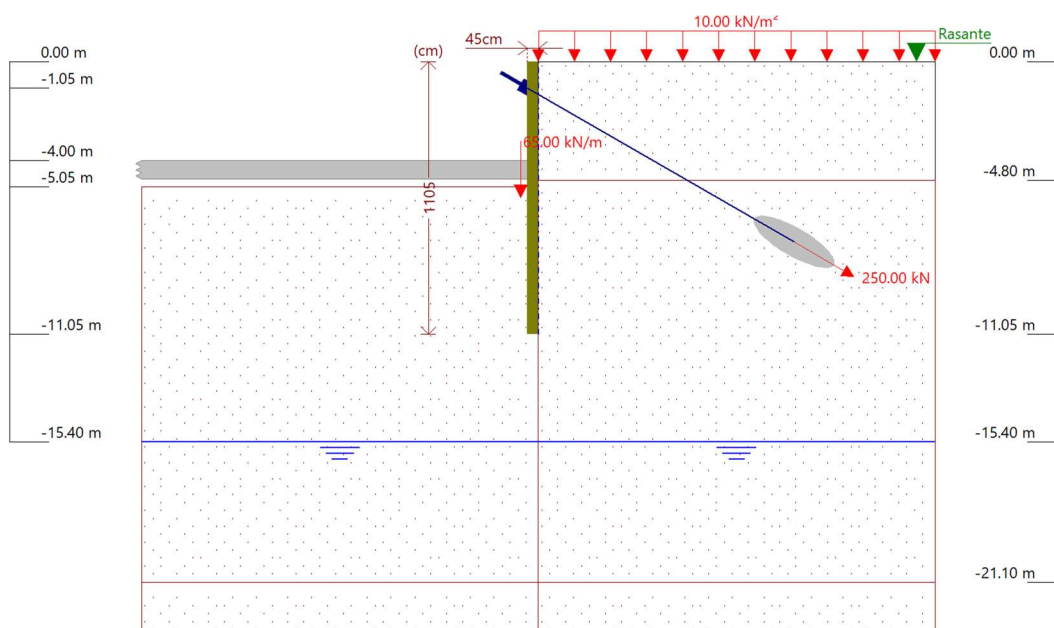 10.00 kN/m²
Rasante
45cm
(cm)
0.00 m
0.00 m
-1.05 m
68.00 kN/m
-4.00 m
-5.05 m
-4.80 m
1105
250.00 kN
-11.05 m
-11.05 m
-15.40 m
-15.40 m
-21.10 m